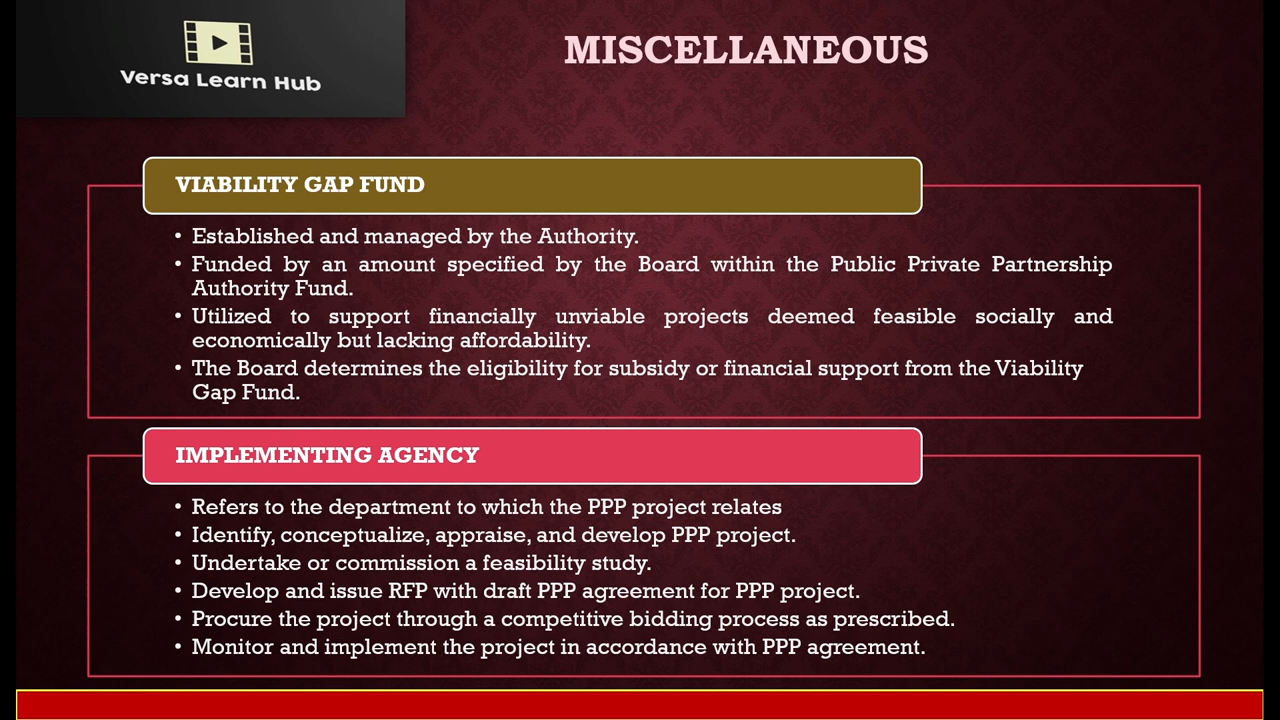 Versa Learn Hub
MISCELLANEOUS
VIABILITY GAP FUND
• Established and managed by the Authority.
• Funded by an amount specified by the Board within the Public Private Partnership
Authority Fund.
• Utilized to support financially unviable projects deemed feasible socially and
economically but lacking affordability.
• The Board determines the eligibility for subsidy or financial support from the Viability
Gap Fund.
IMPLEMENTING AGENCY
• Refers to the department to which the PPP project relates
• Identify, conceptualize, appraise, and develop PPP project.
• Undertake or commission a feasibility study.
• Develop and issue RFP with draft PPP agreement for PPP project.
• Procure the project through a competitive bidding process as prescribed.
• Monitor and implement the project in accordance with PPP agreement.